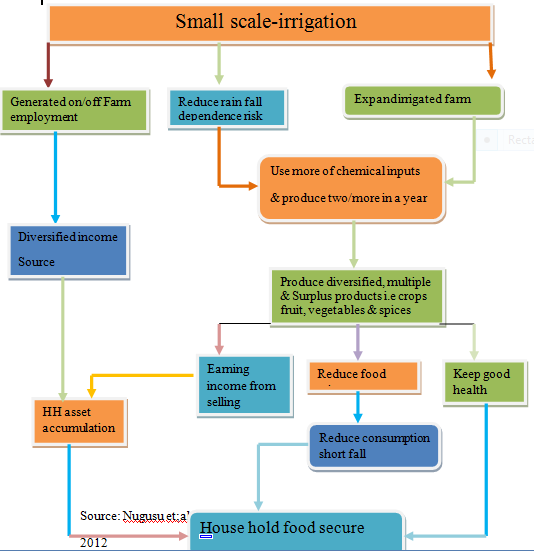 Small scale-irrigation
Generated on/off Farm
employment
Reduce rain fall
dependence risk
Expandirrigated farm
Use more of chemical inputs
& produce two/more in a year
Diversified income
Source
Produce diversified, multiple
& Surplus products i.e crops
fruit, vegetables & spices
Earning
income from
selling
Reduce food
Keep good
health
HH asset
accumulation
Reduce consumption
short fall
Source: Nugusu et:a
2012
House hold food secure